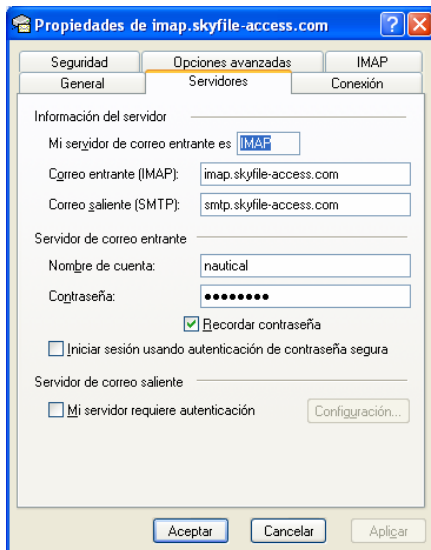 Propiedades de imap.skyfile-access.com
Seguridad Opciones avanzadas IMAP
General Servidores Conexión
Información del servidor
Mi servidor de correo entrante es IMAP
Correo entrante (IMAP): imap.skyfile-access.com
Correo saliente (SMTP): smtp.skyfile-access.com
Servidor de correo entrante
Nombre de cuenta: nautical
Contraseña: ●●●●●●●●
Recordar contraseña
Iniciar sesión usando autenticación de contraseña segura
Servidor de correo saliente
Mi servidor requiere autenticación Configuración...
Aceptar Cancelar Aplicar